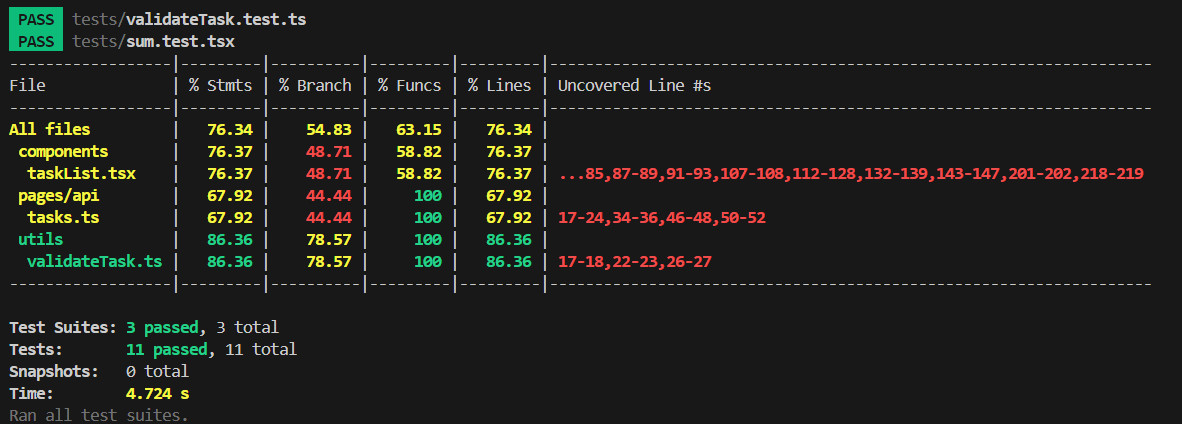 PASS tests/validateTask.test.ts
PASS tests/sum.test.tsx
------------------|---------|----------|---------|---------|-------------------------------------------------------------------
File              | % Stmts | % Branch | % Funcs | % Lines | Uncovered Line #s
------------------|---------|----------|---------|---------|-------------------------------------------------------------------
All files         |   76.34 |    54.83 |   63.15 |   76.34 |
 components       |   76.37 |    48.71 |   58.82 |   76.37 |
  taskList.tsx    |   76.37 |    48.71 |   58.82 |   76.37 | ...85,87-89,91-93,107-108,112-128,132-139,143-147,201-202,218-219
 pages/api        |   67.92 |    44.44 |     100 |   67.92 |
  tasks.ts        |   67.92 |    44.44 |     100 |   67.92 | 17-24,34-36,46-48,50-52
 utils            |   86.36 |    78.57 |     100 |   86.36 |
  validateTask.ts |   86.36 |    78.57 |     100 |   86.36 | 17-18,22-23,26-27
------------------|---------|----------|---------|---------|-------------------------------------------------------------------
Test Suites: 3 passed, 3 total
Tests:       11 passed, 11 total
Snapshots:   0 total
Time:        4.724 s
Ran all test suites.